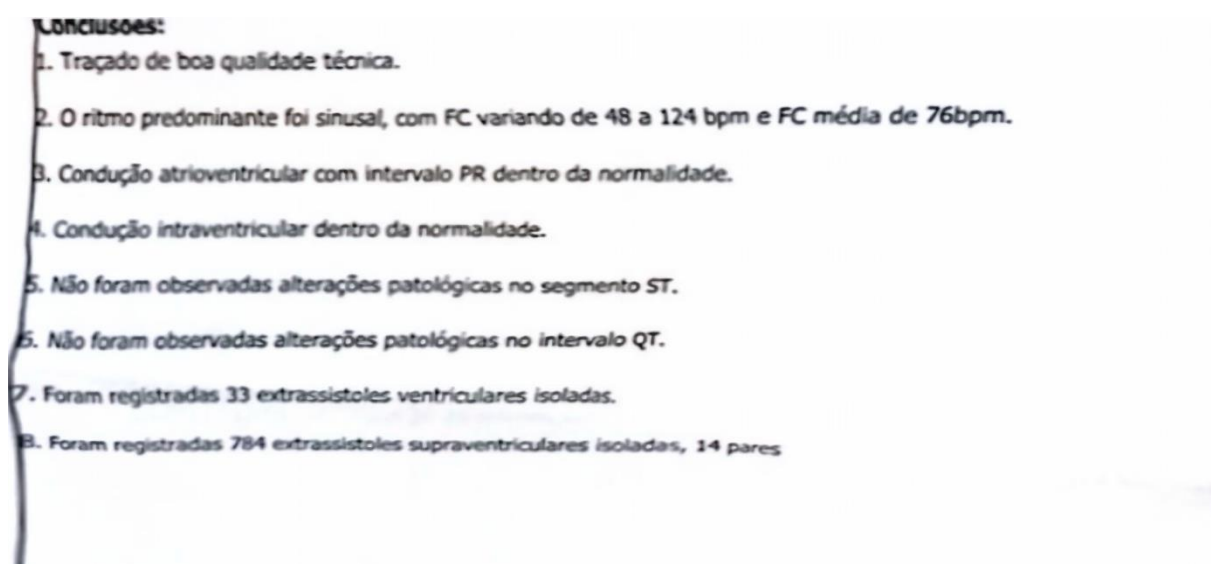 Conclusões:
1. Traçado de boa qualidade técnica.
2. O ritmo predominante foi sinusal, com FC variando de 48 a 124 bpm e FC média de 76bpm.
3. Condução atrioventricular com intervalo PR dentro da normalidade.
4. Condução intraventricular dentro da normalidade.
5. Não foram observadas alterações patológicas no segmento ST.
6. Não foram observadas alterações patológicas no intervalo QT.
7. Foram registradas 33 extrassistoles ventriculares isoladas.
8. Foram registradas 784 extrassistoles supraventriculares isoladas, 14 pares